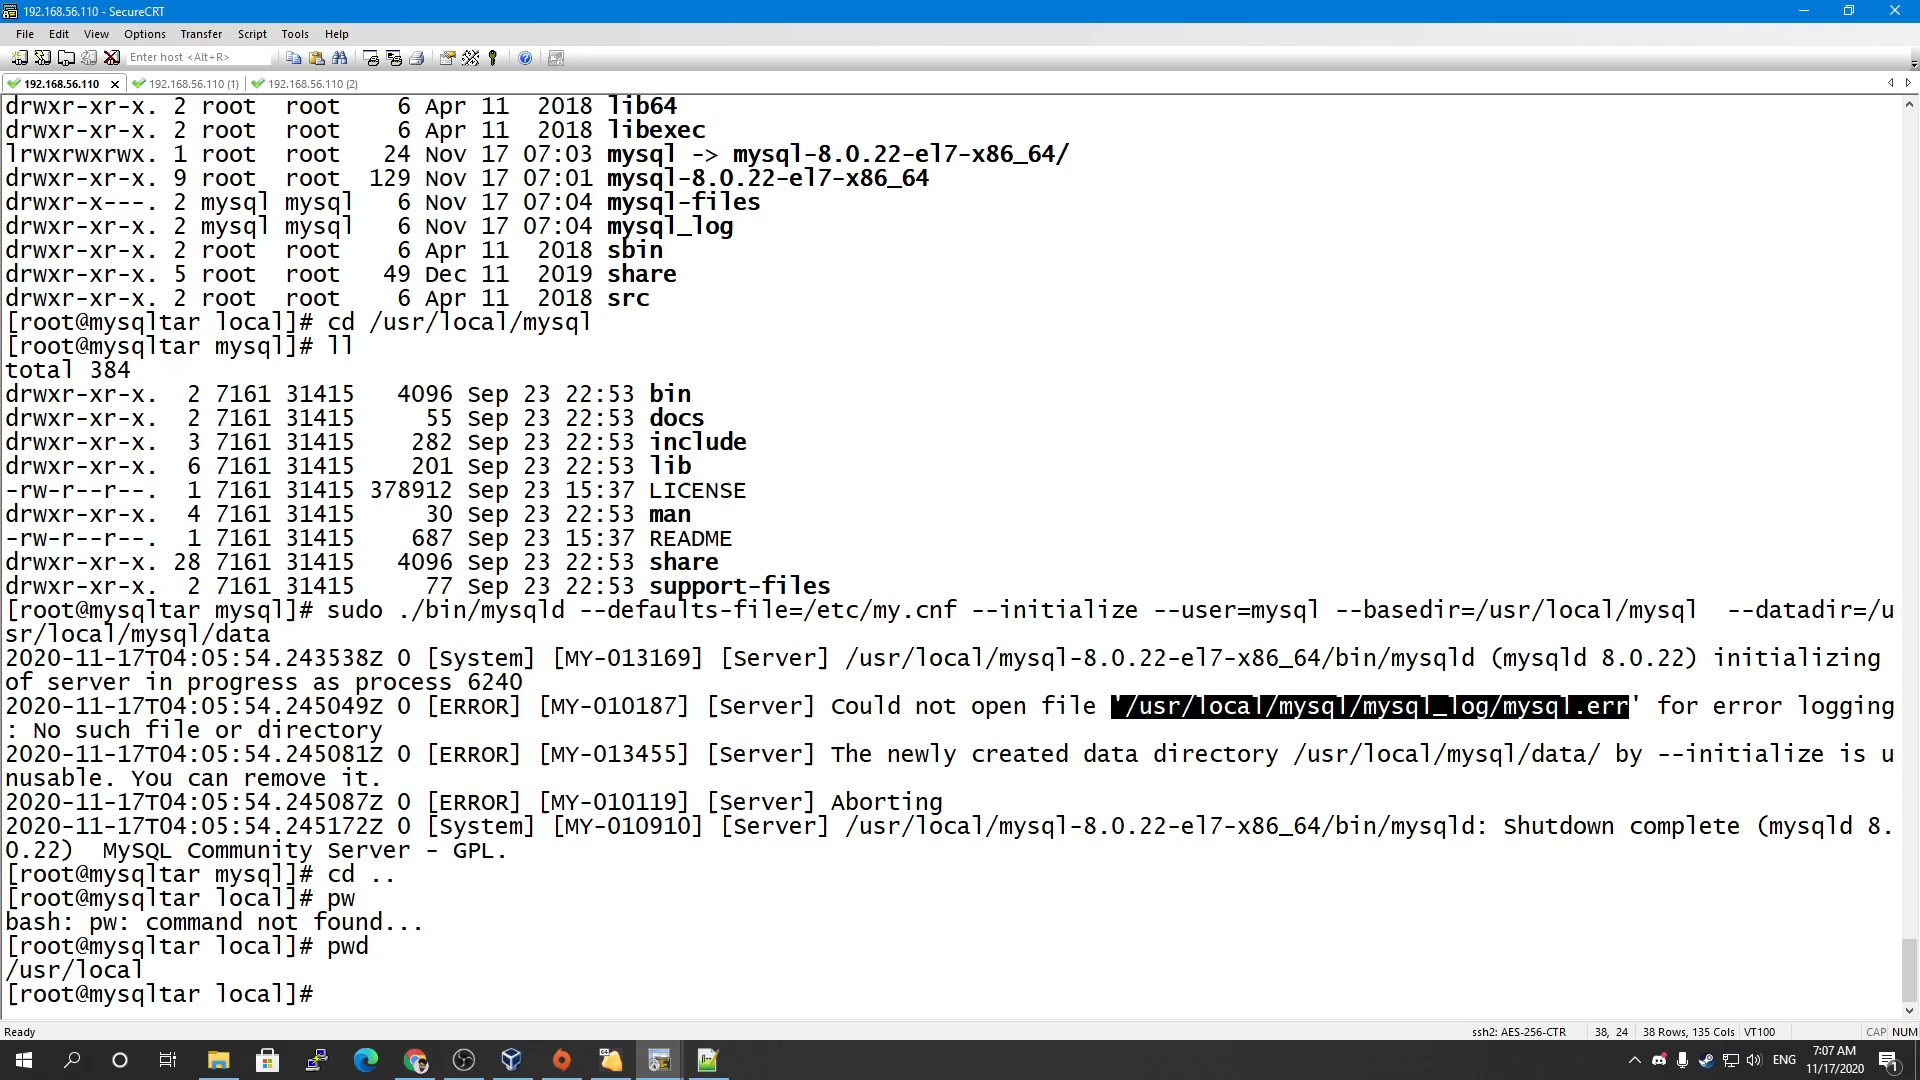 192.168.56.110 - SecureCRT
File Edit View Options Transfer Script Tools Help
Enter host <Alt+R>
192.168.56.110 192.168.56.110 (1) 192.168.56.110 (2)
drwxr-xr-x. 2 root  root     6 Apr 11  2018 lib64
drwxr-xr-x. 2 root  root     6 Apr 11  2018 libexec
lrwxrwxrwx. 1 root  root    24 Nov 17 07:03 mysql -> mysql-8.0.22-el7-x86_64/
drwxr-xr-x. 9 root  root   129 Nov 17 07:01 mysql-8.0.22-el7-x86_64
drwxr-x---. 2 mysql mysql    6 Nov 17 07:04 mysql-files
drwxr-xr-x. 2 mysql mysql    6 Nov 17 07:04 mysql_log
drwxr-xr-x. 2 root  root     6 Apr 11  2018 sbin
drwxr-xr-x. 5 root  root    49 Dec 11  2019 share
drwxr-xr-x. 2 root  root     6 Apr 11  2018 src
[root@mysqltar local]# cd /usr/local/mysql
[root@mysqltar mysql]# ll
total 384
drwxr-xr-x.  2 7161 31415   4096 Sep 23 22:53 bin
drwxr-xr-x.  2 7161 31415     55 Sep 23 22:53 docs
drwxr-xr-x.  3 7161 31415    282 Sep 23 22:53 include
drwxr-xr-x.  6 7161 31415    201 Sep 23 22:53 lib
-rw-r--r--.  1 7161 31415 378912 Sep 23 15:37 LICENSE
drwxr-xr-x.  4 7161 31415     30 Sep 23 22:53 man
-rw-r--r--.  1 7161 31415    687 Sep 23 15:37 README
drwxr-xr-x. 28 7161 31415   4096 Sep 23 22:53 share
drwxr-xr-x.  2 7161 31415     77 Sep 23 22:53 support-files
[root@mysqltar mysql]# sudo ./bin/mysqld --defaults-file=/etc/my.cnf --initialize --user=mysql --basedir=/usr/local/mysql  --datadir=/u
sr/local/mysql/data
2020-11-17T04:05:54.243538Z 0 [System] [MY-013169] [Server] /usr/local/mysql-8.0.22-el7-x86_64/bin/mysqld (mysqld 8.0.22) initializing
of server in progress as process 6240
2020-11-17T04:05:54.245049Z 0 [ERROR] [MY-010187] [Server] Could not open file '/usr/local/mysql/mysql_log/mysql.err' for error logging
: No such file or directory
2020-11-17T04:05:54.245081Z 0 [ERROR] [MY-013455] [Server] The newly created data directory /usr/local/mysql/data/ by --initialize is u
nusable. You can remove it.
2020-11-17T04:05:54.245087Z 0 [ERROR] [MY-010119] [Server] Aborting
2020-11-17T04:05:54.245172Z 0 [System] [MY-010910] [Server] /usr/local/mysql-8.0.22-el7-x86_64/bin/mysqld: Shutdown complete (mysqld 8.
0.22)  MySQL Community Server - GPL.
[root@mysqltar mysql]# cd ..
[root@mysqltar local]# pw
bash: pw: command not found...
[root@mysqltar local]# pwd
/usr/local
[root@mysqltar local]#
Ready ssh2: AES-256-CTR 38, 24 38 Rows, 135 Cols VT100 CAP NUM
ENG 7:07 AM
11/17/2020 1